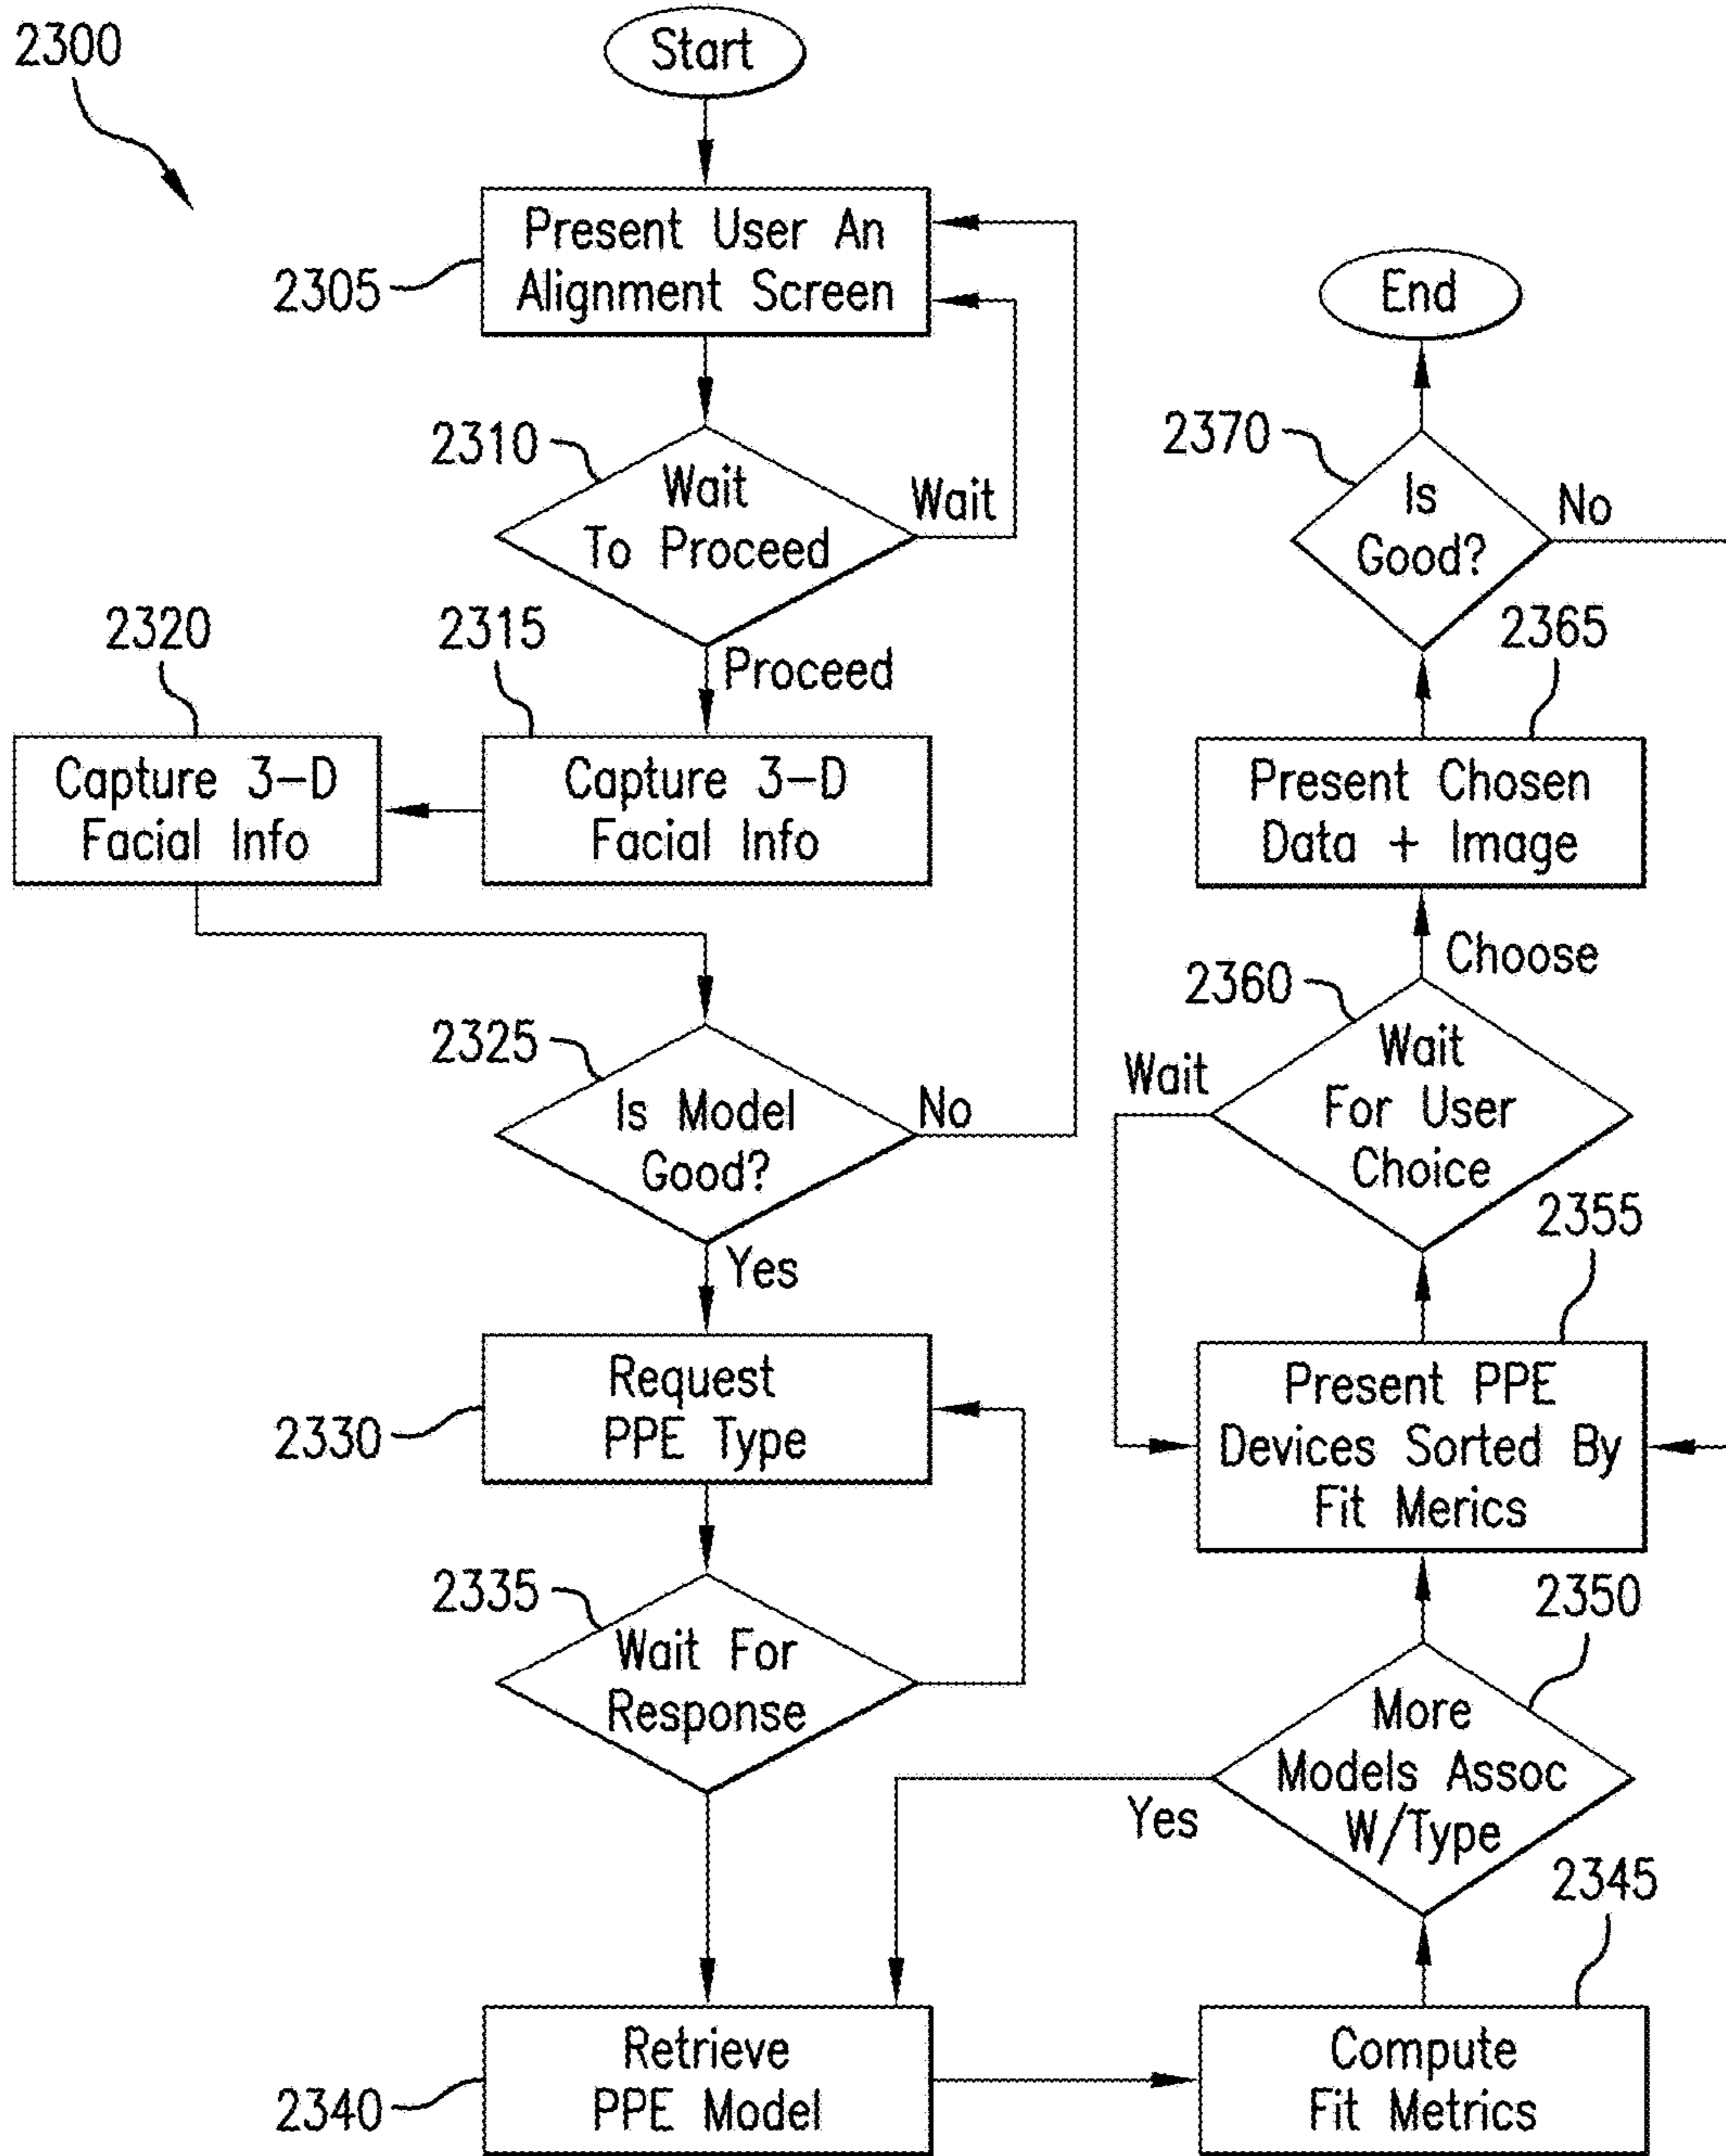 2300
Start
Present User An
Alignment Screen
2305
2310
Wait
To Proceed
Wait
Proceed
2320
2315
Capture 3-D
Facial Info
Capture 3-D
Facial Info
2325
Is Model
Good?
No
Yes
Request
PPE Type
2330
2335
Wait For
Response
Retrieve
PPE Model
2340
End
2370
Is
Good?
No
2365
Present Chosen
Data + Image
Choose
2360
Wait
For User
Choice
Wait
2355
Present PPE
Devices Sorted By
Fit Merics
2350
More
Models Assoc
W/Type
Yes
2345
Compute
Fit Metrics